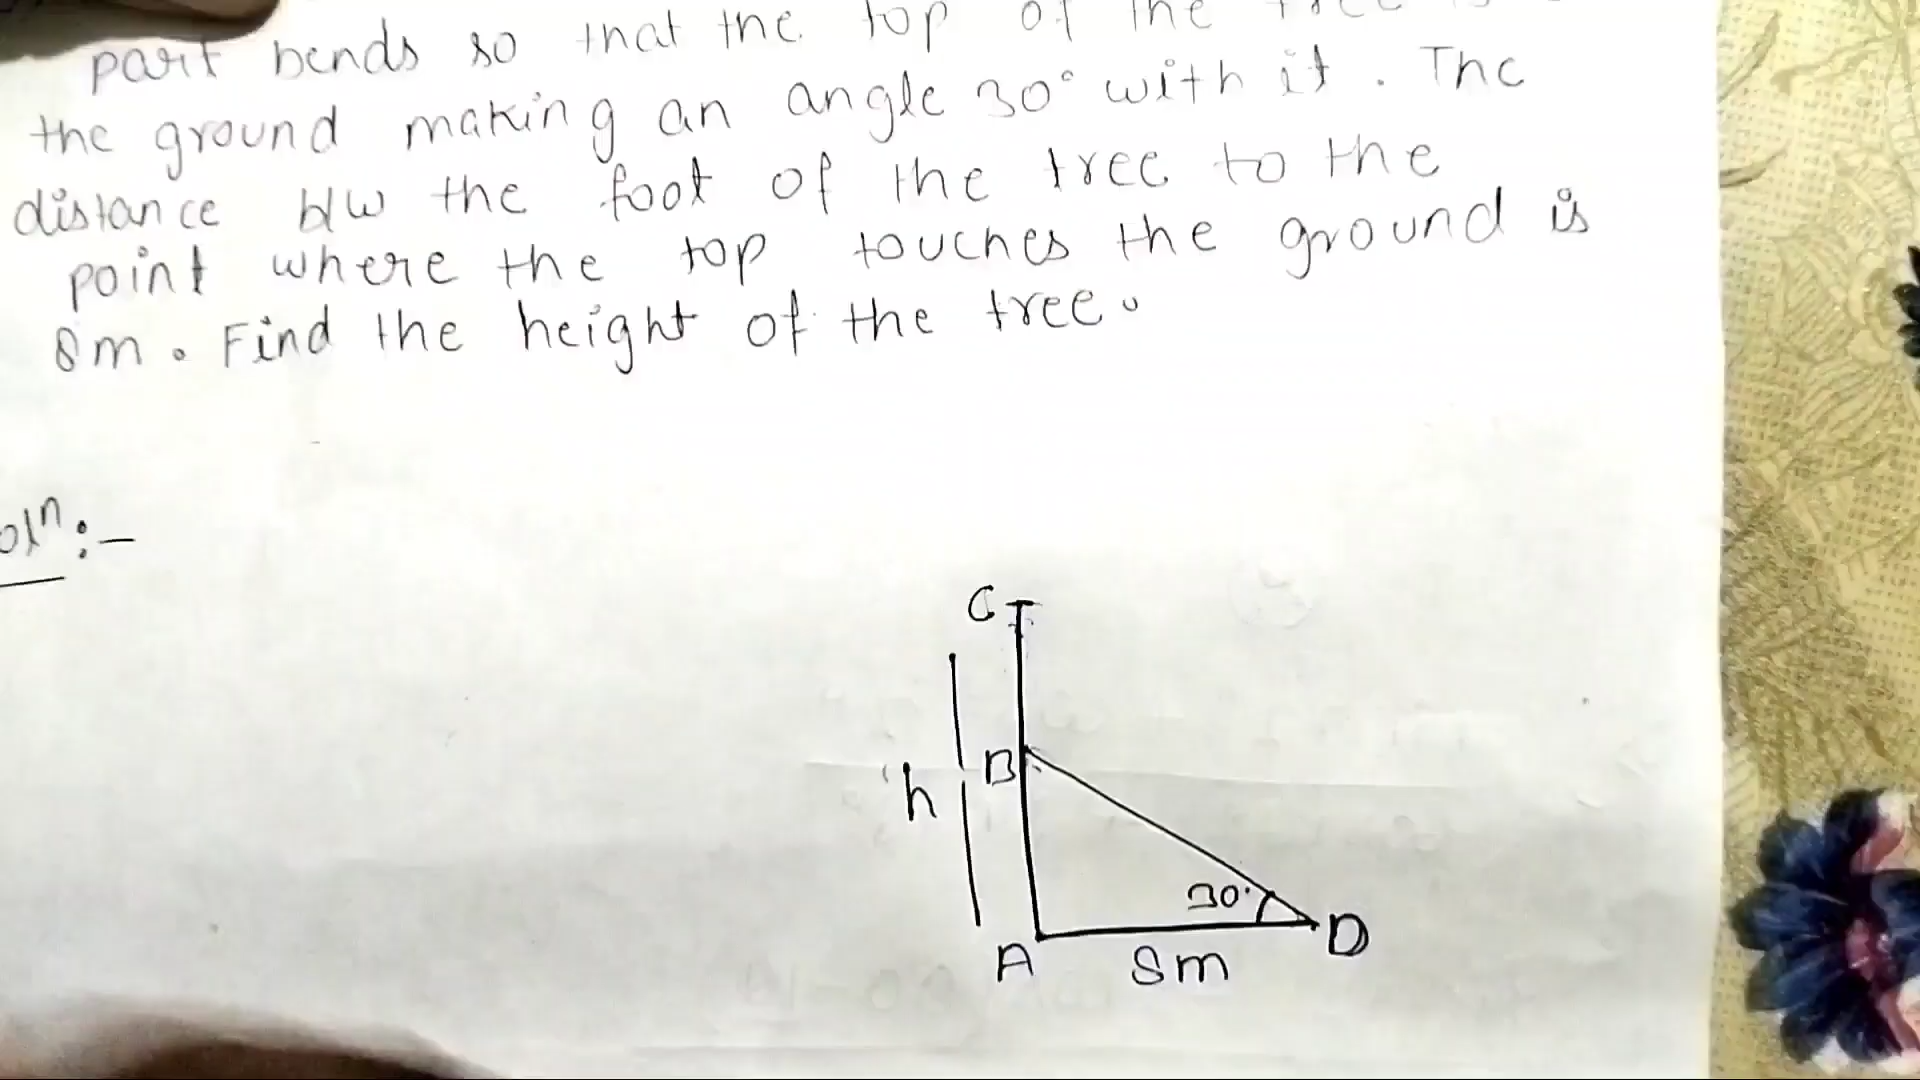 part bends so that the top of the tree
the ground making an angle 30° with it. The
distance b/w the foot of the tree to the
point where the top touches the ground is
8m. Find the height of the tree.
olⁿ:-
C
B
h
30°
A
8m
D